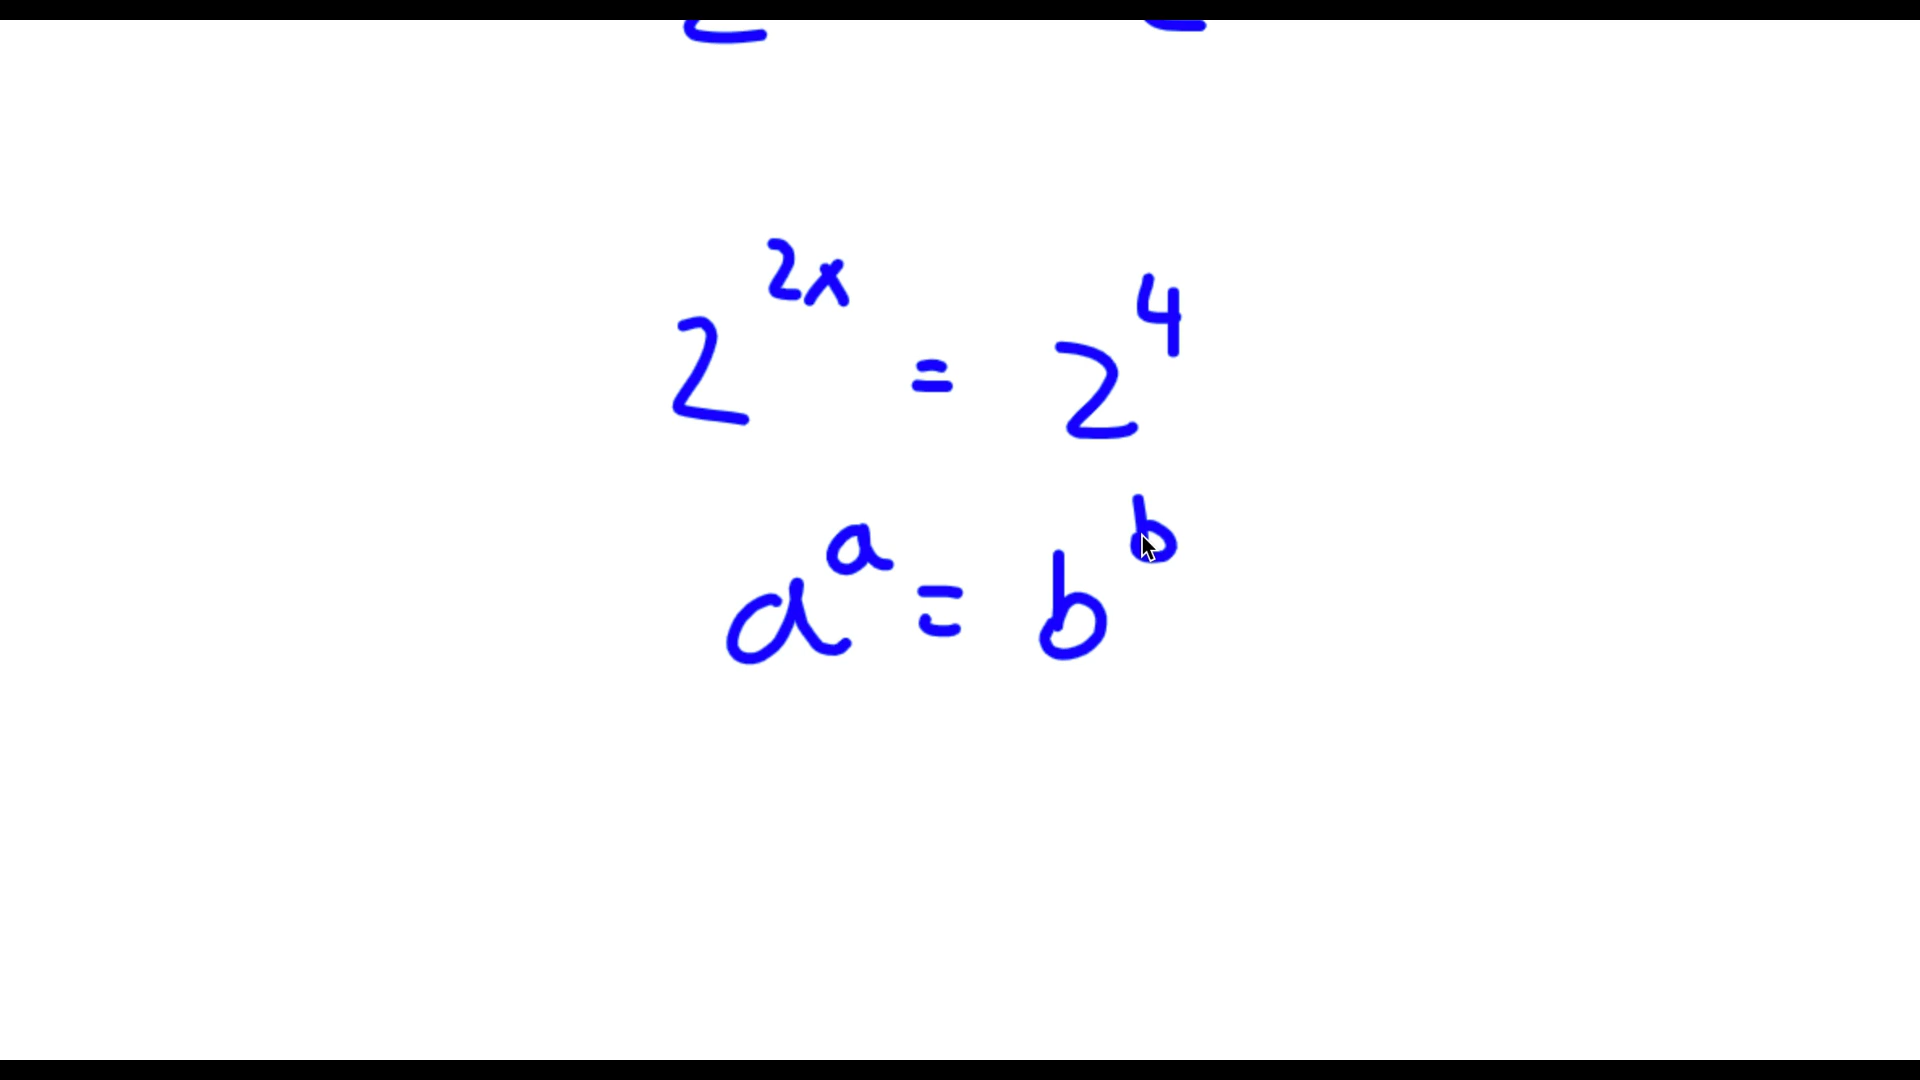 2^{2x} = 2^4
a^a = b^b